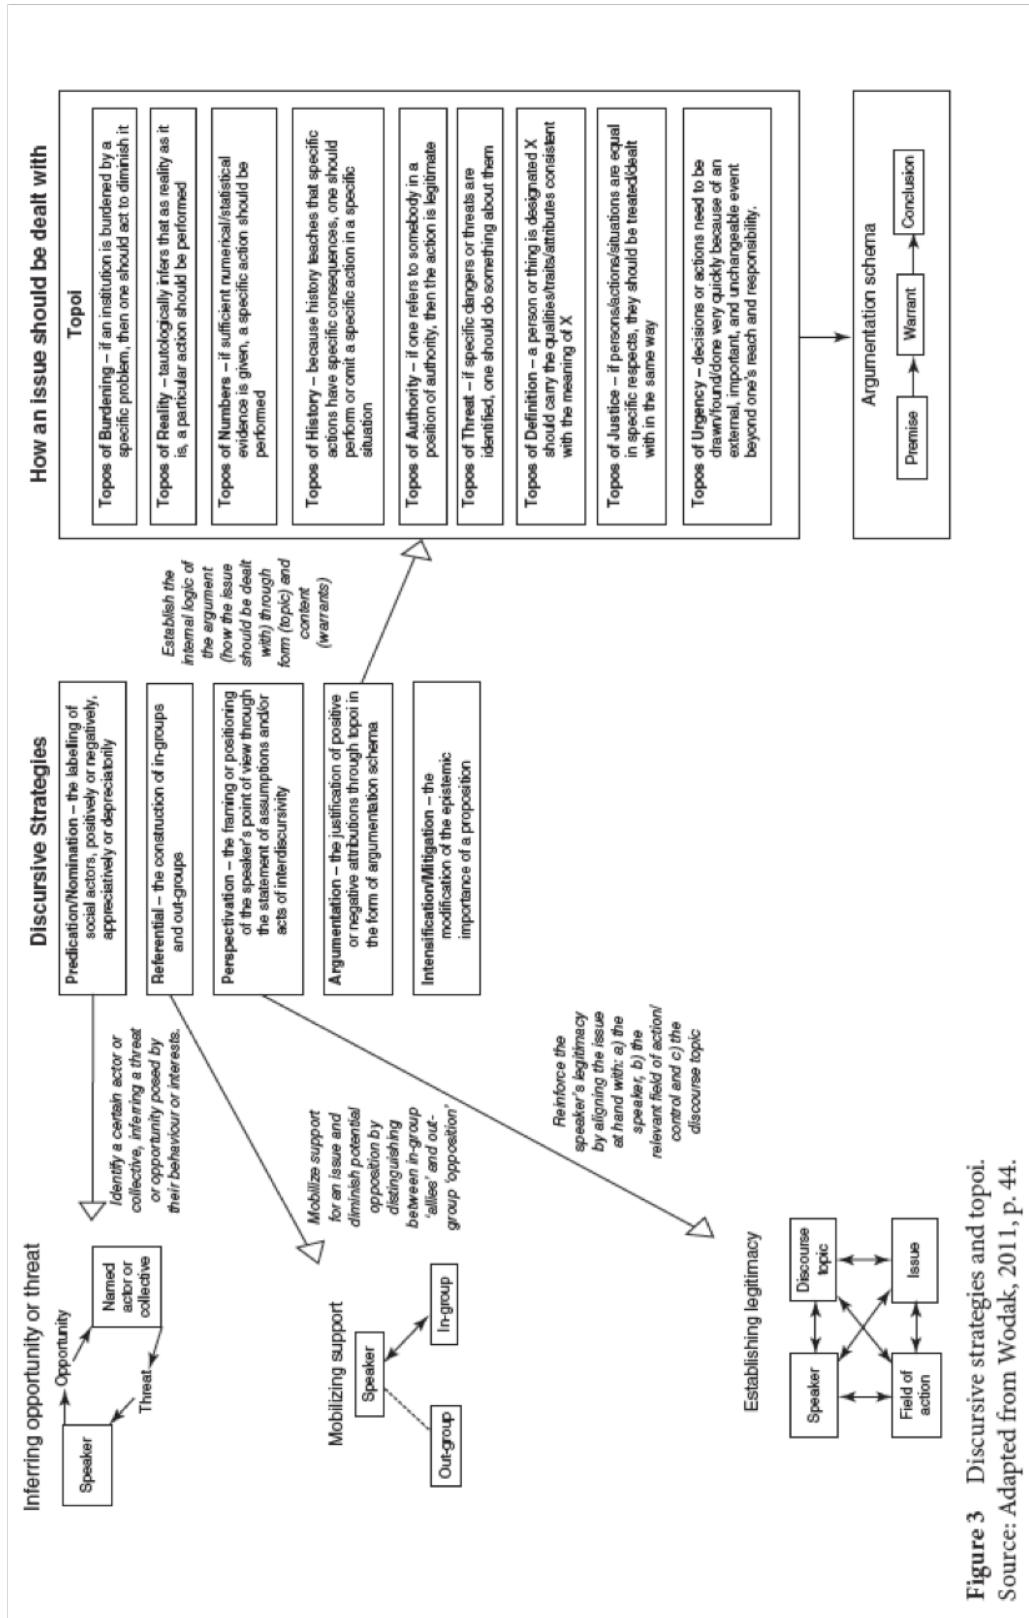 Inferring opportunity or threat
Speaker
Opportunity
Named
actor or
collective
Threat
Identify a certain actor or
collective, inferring a threat
or opportunity posed by
their behaviour or interests.
Mobilizing support
Speaker
Out-group
In-group
Mobilize support
for an issue and
diminish potential
opposition by
distinguishing
between in-group
‘allies’ and out-
group ‘opposition’
Establishing legitimacy
Speaker
Discourse
topic
Field of
action
Issue
Reinforce the
speaker’s legitimacy
by aligning the issue
at hand with: a) the
speaker, b) the
relevant field of action/
control and c) the
discourse topic
Discursive Strategies
Predication/Nomination – the labelling of
social actors, positively or negatively,
appreciatively or depreciatorily
Referential – the construction of in-groups
and out-groups
Perspectivation – the framing or positioning
of the speaker’s point of view through
the statement of assumptions and/or
acts of interdiscursivity
Argumentation – the justification of positive
or negative attributions through topoi in
the form of argumentation schema
Intensification/Mitigation – the
modification of the epistemic
importance of a proposition
Establish the
internal logic of
the argument
(how the issue
should be dealt
with) through
form (topic) and
content
(warrants)
How an issue should be dealt with
Topoi
Topos of Burdening – if an institution is burdened by a
specific problem, then one should act to diminish it
Topos of Reality – tautologically infers that as reality as it
is, a particular action should be performed
Topos of Numbers – if sufficient numerical/statistical
evidence is given, a specific action should be
performed
Topos of History – because history teaches that specific
actions have specific consequences, one should
perform or omit a specific action in a specific
situation
Topos of Authority – if one refers to somebody in a
position of authority, then the action is legitimate
Topos of Threat – if specific dangers or threats are
identified, one should do something about them
Topos of Definition – a person or thing is designated X
should carry the qualities/traits/attributes consistent
with the meaning of X
Topos of Justice – if persons/actions/situations are equal
in specific respects, they should be treated/dealt
with in the same way
Topos of Urgency – decisions or actions need to be
drawn/found/done very quickly because of an
external, important, and unchangeable event
beyond one’s reach and responsibility.
Argumentation schema
Premise
Warrant
Conclusion
Figure 3 Discursive strategies and topoi.
Source: Adapted from Wodak, 2011, p. 44.